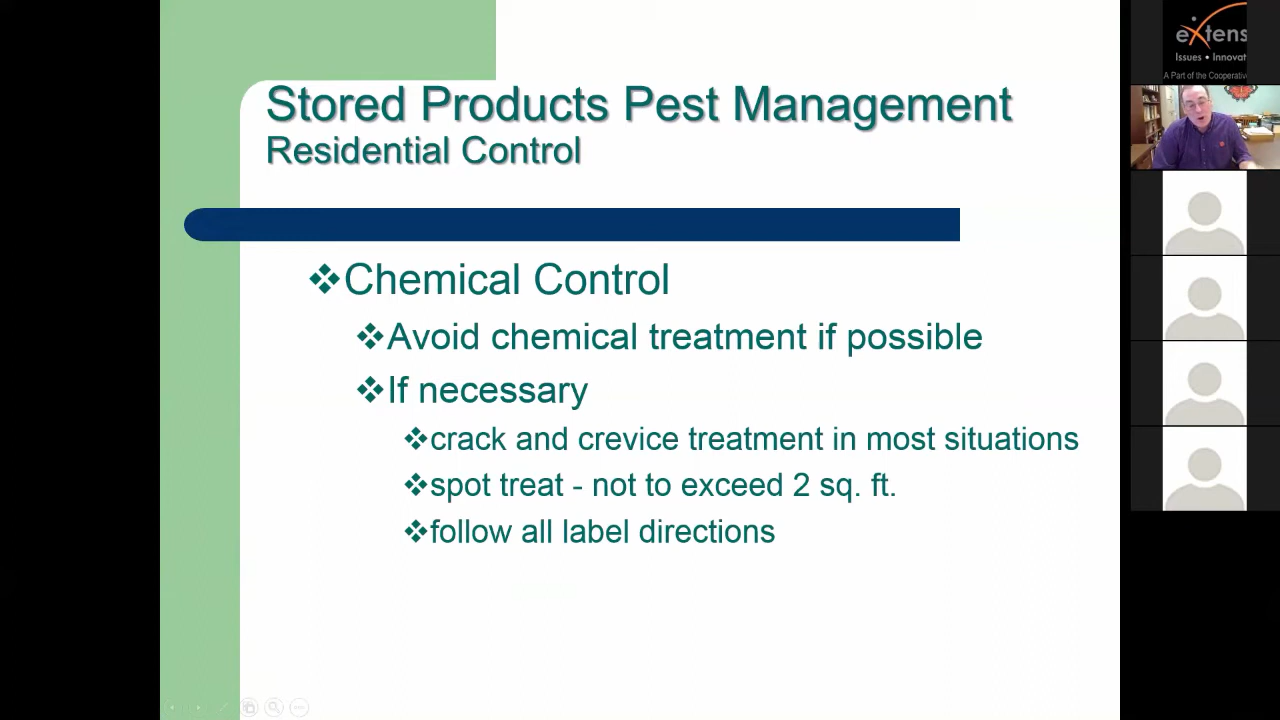 Stored Products Pest Management
Residential Control
❖Chemical Control
❖Avoid chemical treatment if possible
❖If necessary
❖crack and crevice treatment in most situations
❖spot treat - not to exceed 2 sq. ft.
❖follow all label directions
eXtens
Issues • Innovat
A Part of the Cooperative